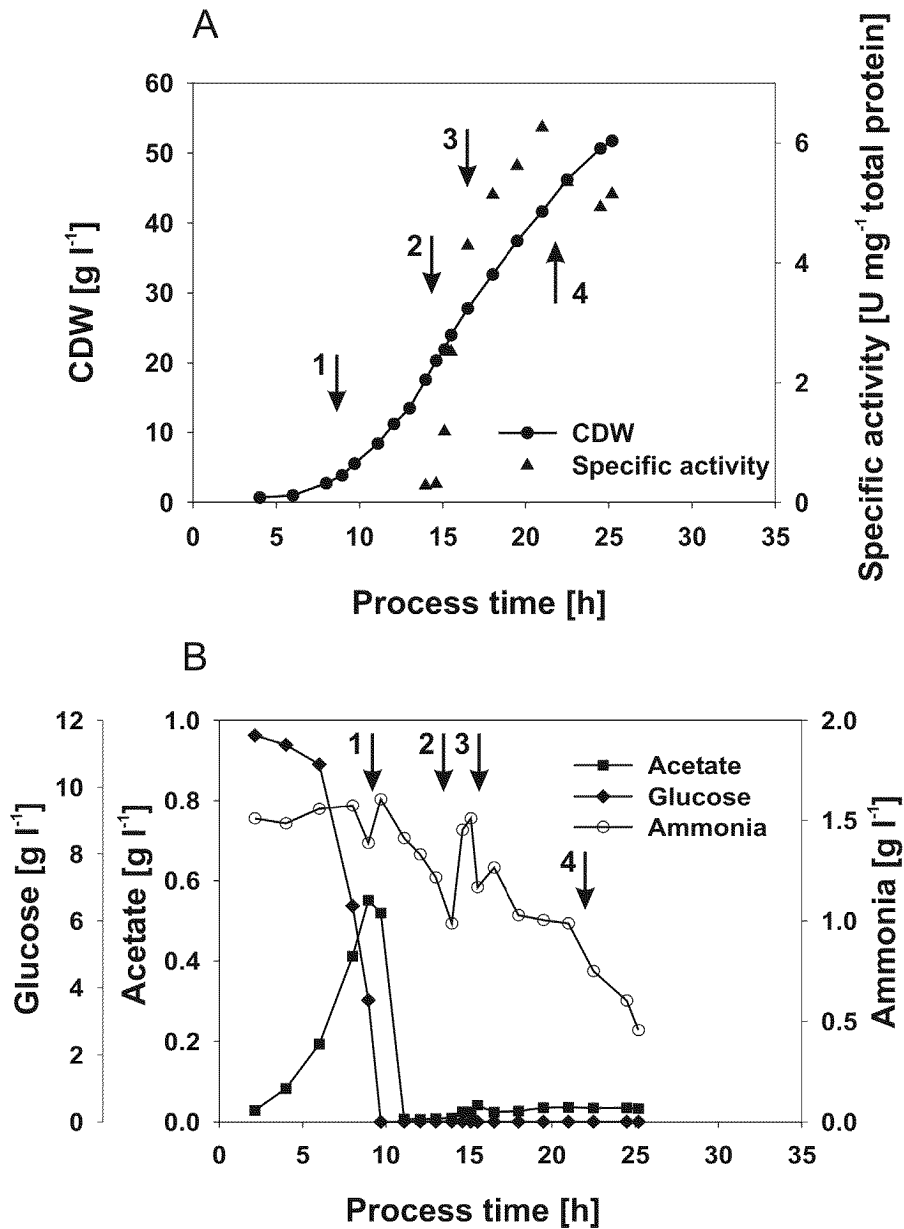 A
CDW [g l-1]
Specific activity [U mg-1 total protein]
60
50
40
30
20
10
0
6
4
2
0
1
2
3
4
CDW
Specific activity
0 5 10 15 20 25 30 35
Process time [h]
B
Glucose [g l-1]
Acetate [g l-1]
Ammonia [g l-1]
12
10
8
6
4
2
0
1.0
0.8
0.6
0.4
0.2
0.0
2.0
1.5
1.0
0.5
0.0
1
2
3
4
Acetate
Glucose
Ammonia
0 5 10 15 20 25 30 35
Process time [h]